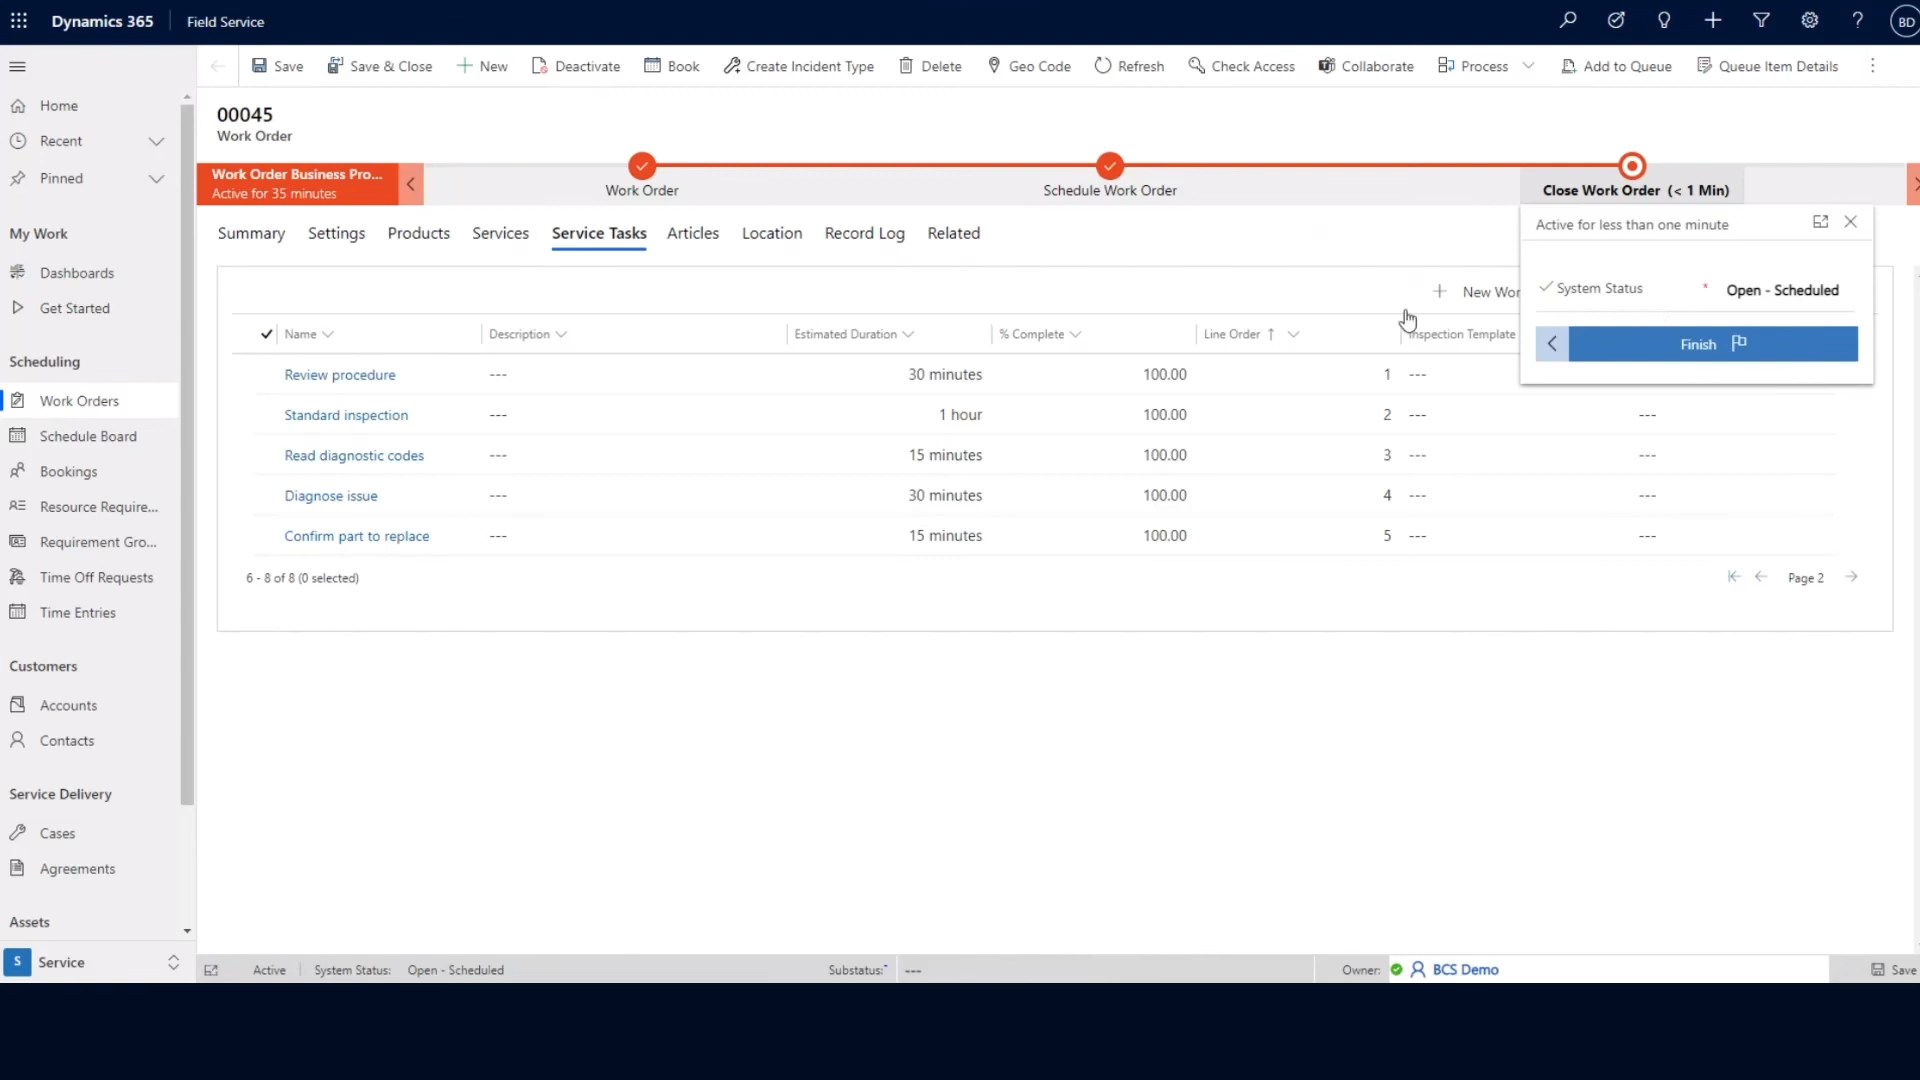 Dynamics 365 Field Service BD
Save Save & Close New Deactivate Book Create Incident Type Delete Geo Code Refresh Check Access Collaborate Process Add to Queue Queue Item Details
Home
Recent
Pinned
My Work
Dashboards
Get Started
Scheduling
Work Orders
Schedule Board
Bookings
Resource Require...
Requirement Gro...
Time Off Requests
Time Entries
Customers
Accounts
Contacts
Service Delivery
Cases
Agreements
Assets
S Service
00045
Work Order
Work Order Business Pro...
Active for 35 minutes
Work Order
Schedule Work Order
Close Work Order (< 1 Min)
Summary Settings Products Services Service Tasks Articles Location Record Log Related
Active for less than one minute
System Status * Open - Scheduled
Finish
New Wor
Name Description Estimated Duration % Complete Line Order Inspection Template
Review procedure --- 30 minutes 100.00 1 ---
Standard inspection --- 1 hour 100.00 2 --- ---
Read diagnostic codes --- 15 minutes 100.00 3 --- ---
Diagnose issue --- 30 minutes 100.00 4 --- ---
Confirm part to replace --- 15 minutes 100.00 5 --- ---
6 - 8 of 8 (0 selected) Page 2
Active System Status: Open - Scheduled Substatus: --- Owner: BCS Demo Save